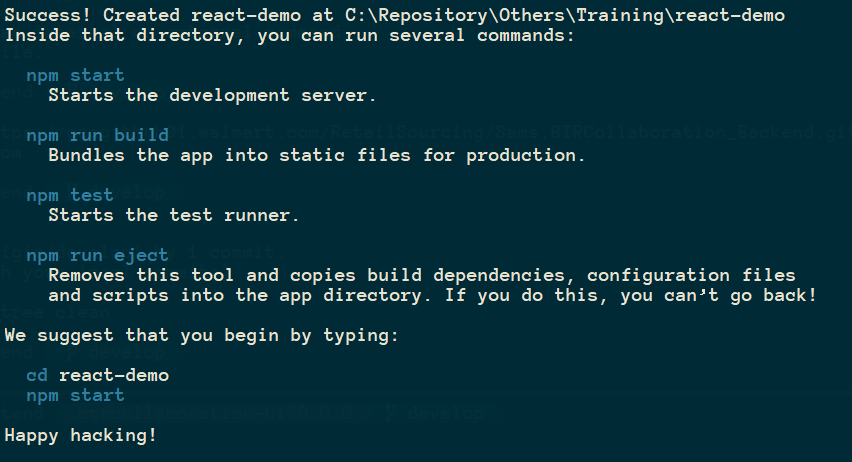 Success! Created react-demo at C:\Repository\Others\Training\react-demo
Inside that directory, you can run several commands:
npm start
Starts the development server.
npm run build
Bundles the app into static files for production.
npm test
Starts the test runner.
npm run eject
Removes this tool and copies build dependencies, configuration files
and scripts into the app directory. If you do this, you can’t go back!
We suggest that you begin by typing:
cd react-demo
npm start
Happy hacking!